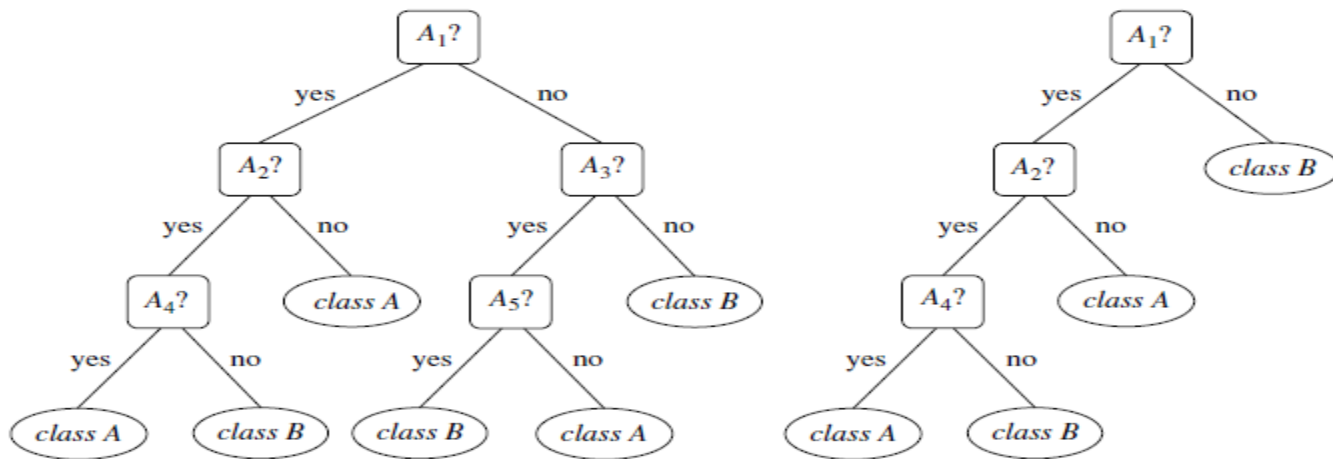 A₁? A₁?
yes no yes no
A₂? A₃? A₂? class B
yes no yes no yes no
A₄? class A A₅? class B A₄? class A
yes no yes no yes no
class A class B class B class A class A class B